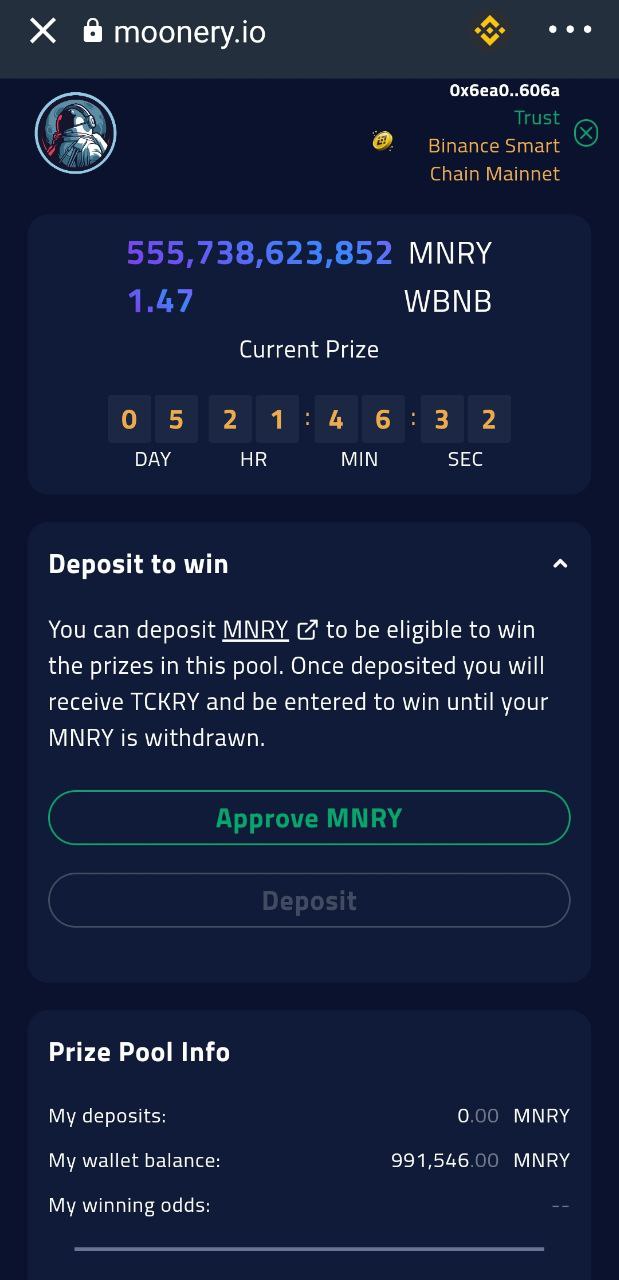 moonery.io
0x6ea0..606a
Trust
Binance Smart
Chain Mainnet
555,738,623,852 MNRY
1.47 WBNB
Current Prize
0 5 2 1 : 4 6 : 3 2
DAY HR MIN SEC
Deposit to win
You can deposit MNRY to be eligible to win
the prizes in this pool. Once deposited you will
receive TCKRY and be entered to win until your
MNRY is withdrawn.
Approve MNRY
Deposit
Prize Pool Info
My deposits: 0.00 MNRY
My wallet balance: 991,546.00 MNRY
My winning odds: --